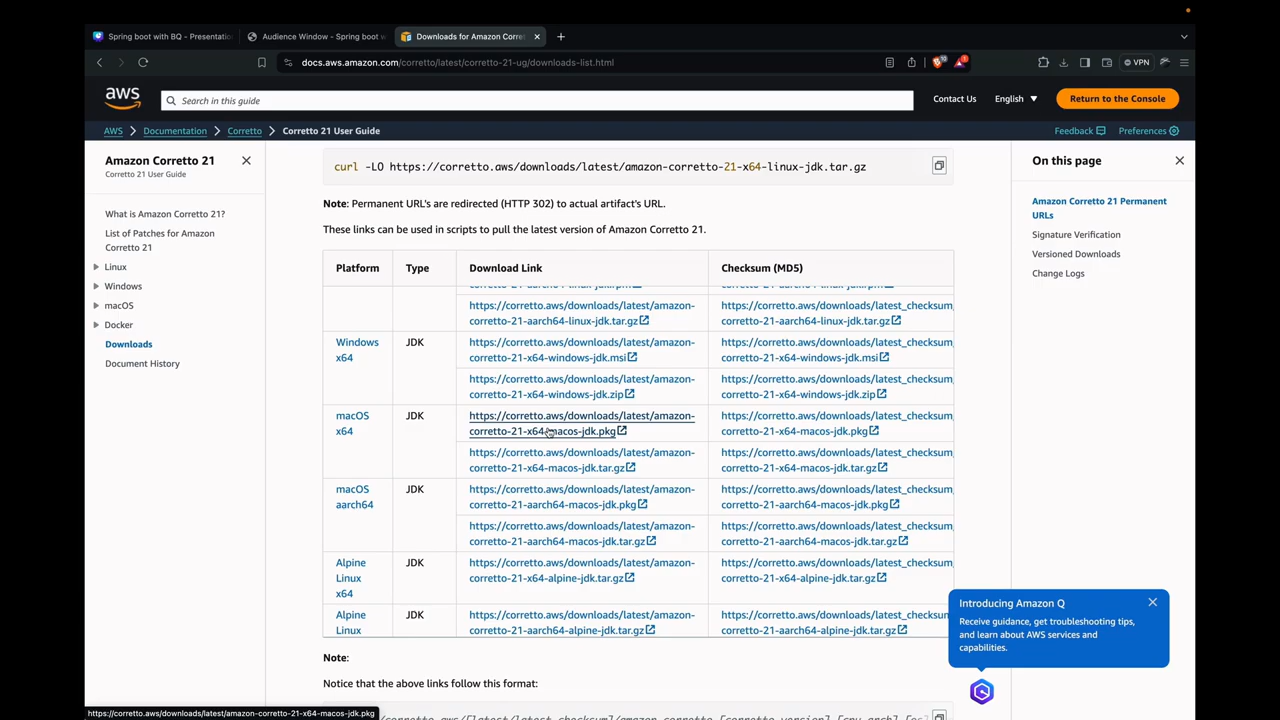 Spring boot with BQ - Presentatio
Audience Window - Spring boot w
Downloads for Amazon Corret
docs.aws.amazon.com/corretto/latest/corretto-21-ug/downloads-list.html
VPN
aws
Search in this guide
Contact Us
English
Return to the Console
AWS
Documentation
Corretto
Corretto 21 User Guide
Feedback
Preferences
Amazon Corretto 21
Corretto 21 User Guide
What is Amazon Corretto 21?
List of Patches for Amazon
Corretto 21
Linux
Windows
macOS
Docker
Downloads
Document History
curl -LO https://corretto.aws/downloads/latest/amazon-corretto-21-x64-linux-jdk.tar.gz
Note: Permanent URL's are redirected (HTTP 302) to actual artifact's URL.
These links can be used in scripts to pull the latest version of Amazon Corretto 21.
Platform Type Download Link Checksum (MD5)
https://corretto.aws/downloads/latest/amazon-
corretto-21-aarch64-linux-jdk.tar.gz
https://corretto.aws/downloads/latest_checksum
corretto-21-aarch64-linux-jdk.tar.gz
Windows
x64
JDK
https://corretto.aws/downloads/latest/amazon-
corretto-21-x64-windows-jdk.msi
https://corretto.aws/downloads/latest_checksum
corretto-21-x64-windows-jdk.msi
https://corretto.aws/downloads/latest/amazon-
corretto-21-x64-windows-jdk.zip
https://corretto.aws/downloads/latest_checksum
corretto-21-x64-windows-jdk.zip
macOS
x64
JDK
https://corretto.aws/downloads/latest/amazon-
corretto-21-x64-macos-jdk.pkg
https://corretto.aws/downloads/latest_checksum
corretto-21-x64-macos-jdk.pkg
https://corretto.aws/downloads/latest/amazon-
corretto-21-x64-macos-jdk.tar.gz
https://corretto.aws/downloads/latest_checksum
corretto-21-x64-macos-jdk.tar.gz
macOS
aarch64
JDK
https://corretto.aws/downloads/latest/amazon-
corretto-21-aarch64-macos-jdk.pkg
https://corretto.aws/downloads/latest_checksum
corretto-21-aarch64-macos-jdk.pkg
https://corretto.aws/downloads/latest/amazon-
corretto-21-aarch64-macos-jdk.tar.gz
https://corretto.aws/downloads/latest_checksum
corretto-21-aarch64-macos-jdk.tar.gz
Alpine
Linux
x64
JDK
https://corretto.aws/downloads/latest/amazon-
corretto-21-x64-alpine-jdk.tar.gz
https://corretto.aws/downloads/latest_checksum
corretto-21-x64-alpine-jdk.tar.gz
Alpine
Linux
JDK
https://corretto.aws/downloads/latest/amazon-
corretto-21-aarch64-alpine-jdk.tar.gz
https://corretto.aws/downloads/latest_checksum
corretto-21-aarch64-alpine-jdk.tar.gz
Note:
Notice that the above links follow this format:
On this page
Amazon Corretto 21 Permanent
URLs
Signature Verification
Versioned Downloads
Change Logs
Introducing Amazon Q
Receive guidance, get troubleshooting tips,
and learn about AWS services and
capabilities.
https://corretto.aws/downloads/latest/amazon-corretto-21-x64-macos-jdk.pkg